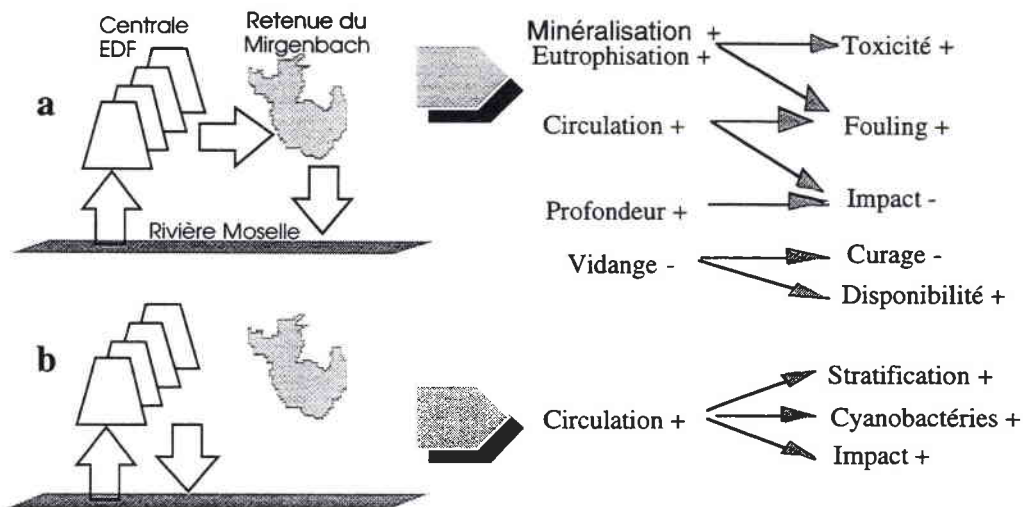 Centrale
EDF
Retenue du
Mirgenbach
a
Rivière Moselle
Minéralisation +
Eutrophisation +
Toxicité +
Circulation +
Fouling +
Profondeur +
Impact -
Vidange -
Curage -
Disponibilité +
b
Circulation +
Stratification +
Cyanobactéries +
Impact +